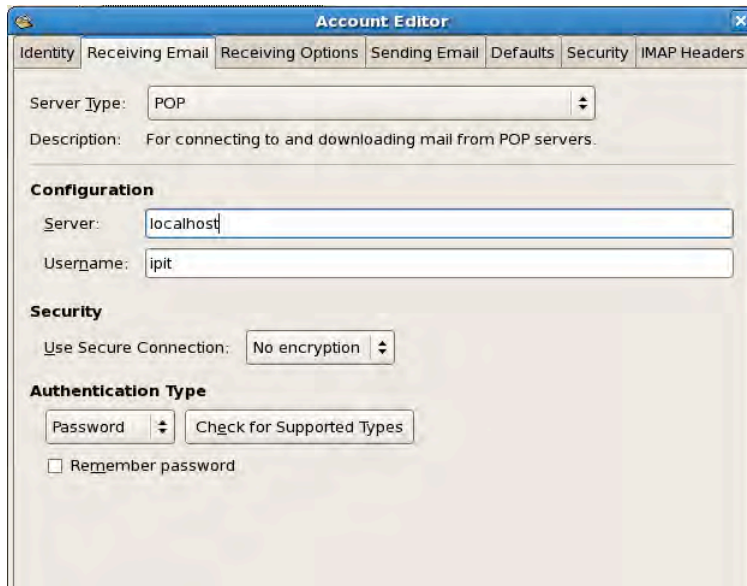 Account Editor
Identity Receiving Email Receiving Options Sending Email Defaults Security IMAP Headers
Server Type: POP
Description: For connecting to and downloading mail from POP servers.
Configuration
Server: localhost
Username: ipit
Security
Use Secure Connection: No encryption
Authentication Type
Password Check for Supported Types
Remember password